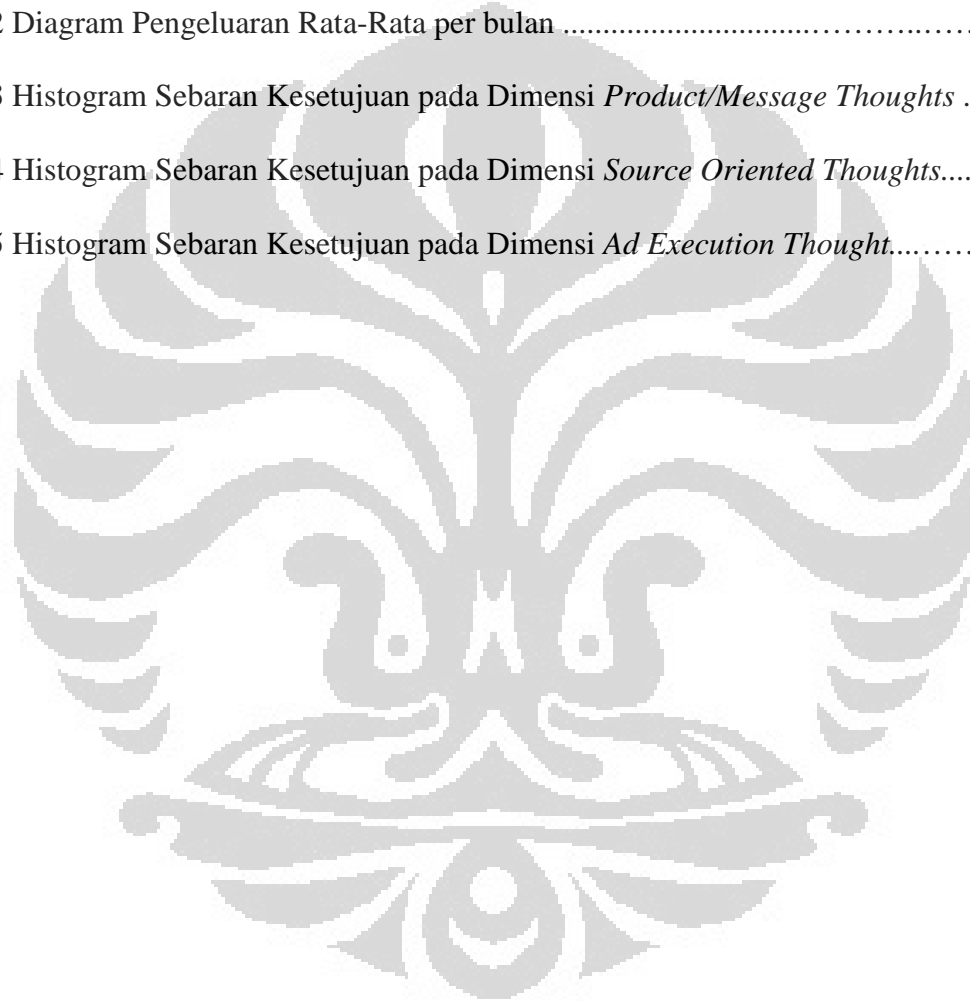 2 Diagram Pengeluaran Rata-Rata per bulan ...............................………..……
3 Histogram Sebaran Kesetujuan pada Dimensi Product/Message Thoughts .
4 Histogram Sebaran Kesetujuan pada Dimensi Source Oriented Thoughts....
5 Histogram Sebaran Kesetujuan pada Dimensi Ad Execution Thought...……